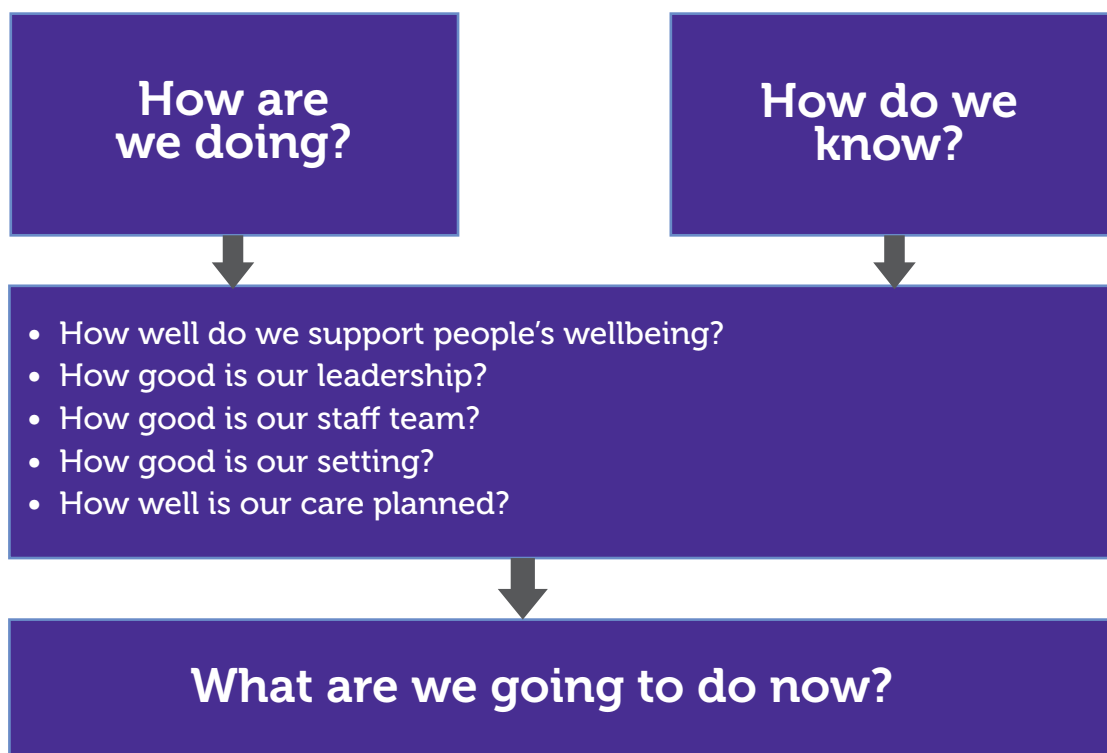 How are
we doing?
How do we
know?
• How well do we support people’s wellbeing?
• How good is our leadership?
• How good is our staff team?
• How good is our setting?
• How well is our care planned?
What are we going to do now?